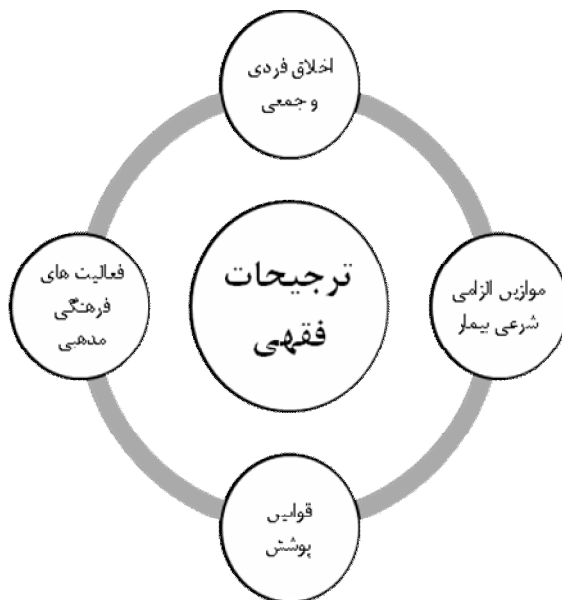 اخلاق فردی
و جمعی
موازین الزامی
شرعی بیمار
ترجیحات
فقهی
فعالیت های
فرهنگی
مذهبی
قوانین
پوشش